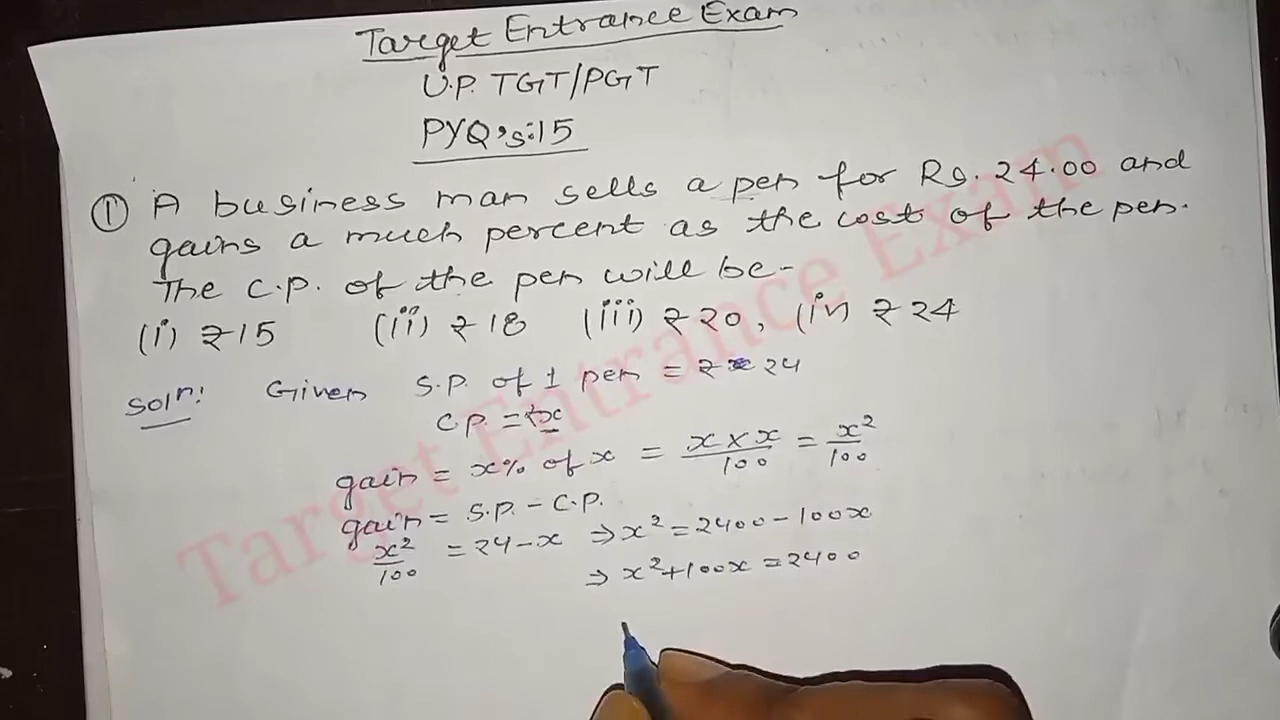 Target Entrance Exam
U.P. TGT/PGT
PYQ's:15
① A business man sells a pen for Rs. 24.00 and
gains a much percent as the cost of the pen.
The C.P. of the pen will be-
(i) ₹15 (ii) ₹18 (iii) ₹20, (iv) ₹24
Soln: Given S.P. of 1 pen = ₹ 24
C.P. = ₹x
gain = x% of x = x × x / 100 = x² / 100
gain = S.P. - C.P.
x² / 100 = 24 - x ⇒ x² = 2400 - 100x
⇒ x² + 100x = 2400
Target Entrance Exam